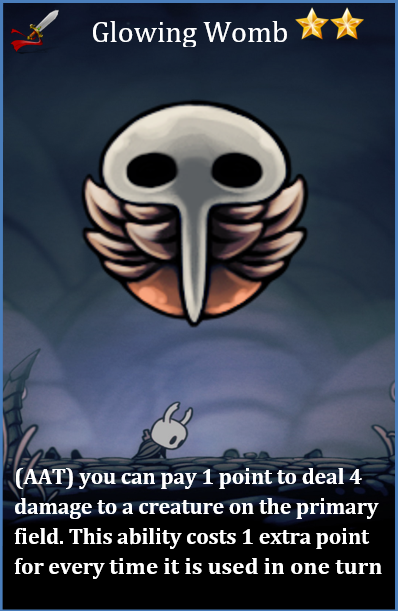 Glowing Womb
(AAT) you can pay 1 point to deal 4
damage to a creature on the primary
field. This ability costs 1 extra point
for every time it is used in one turn